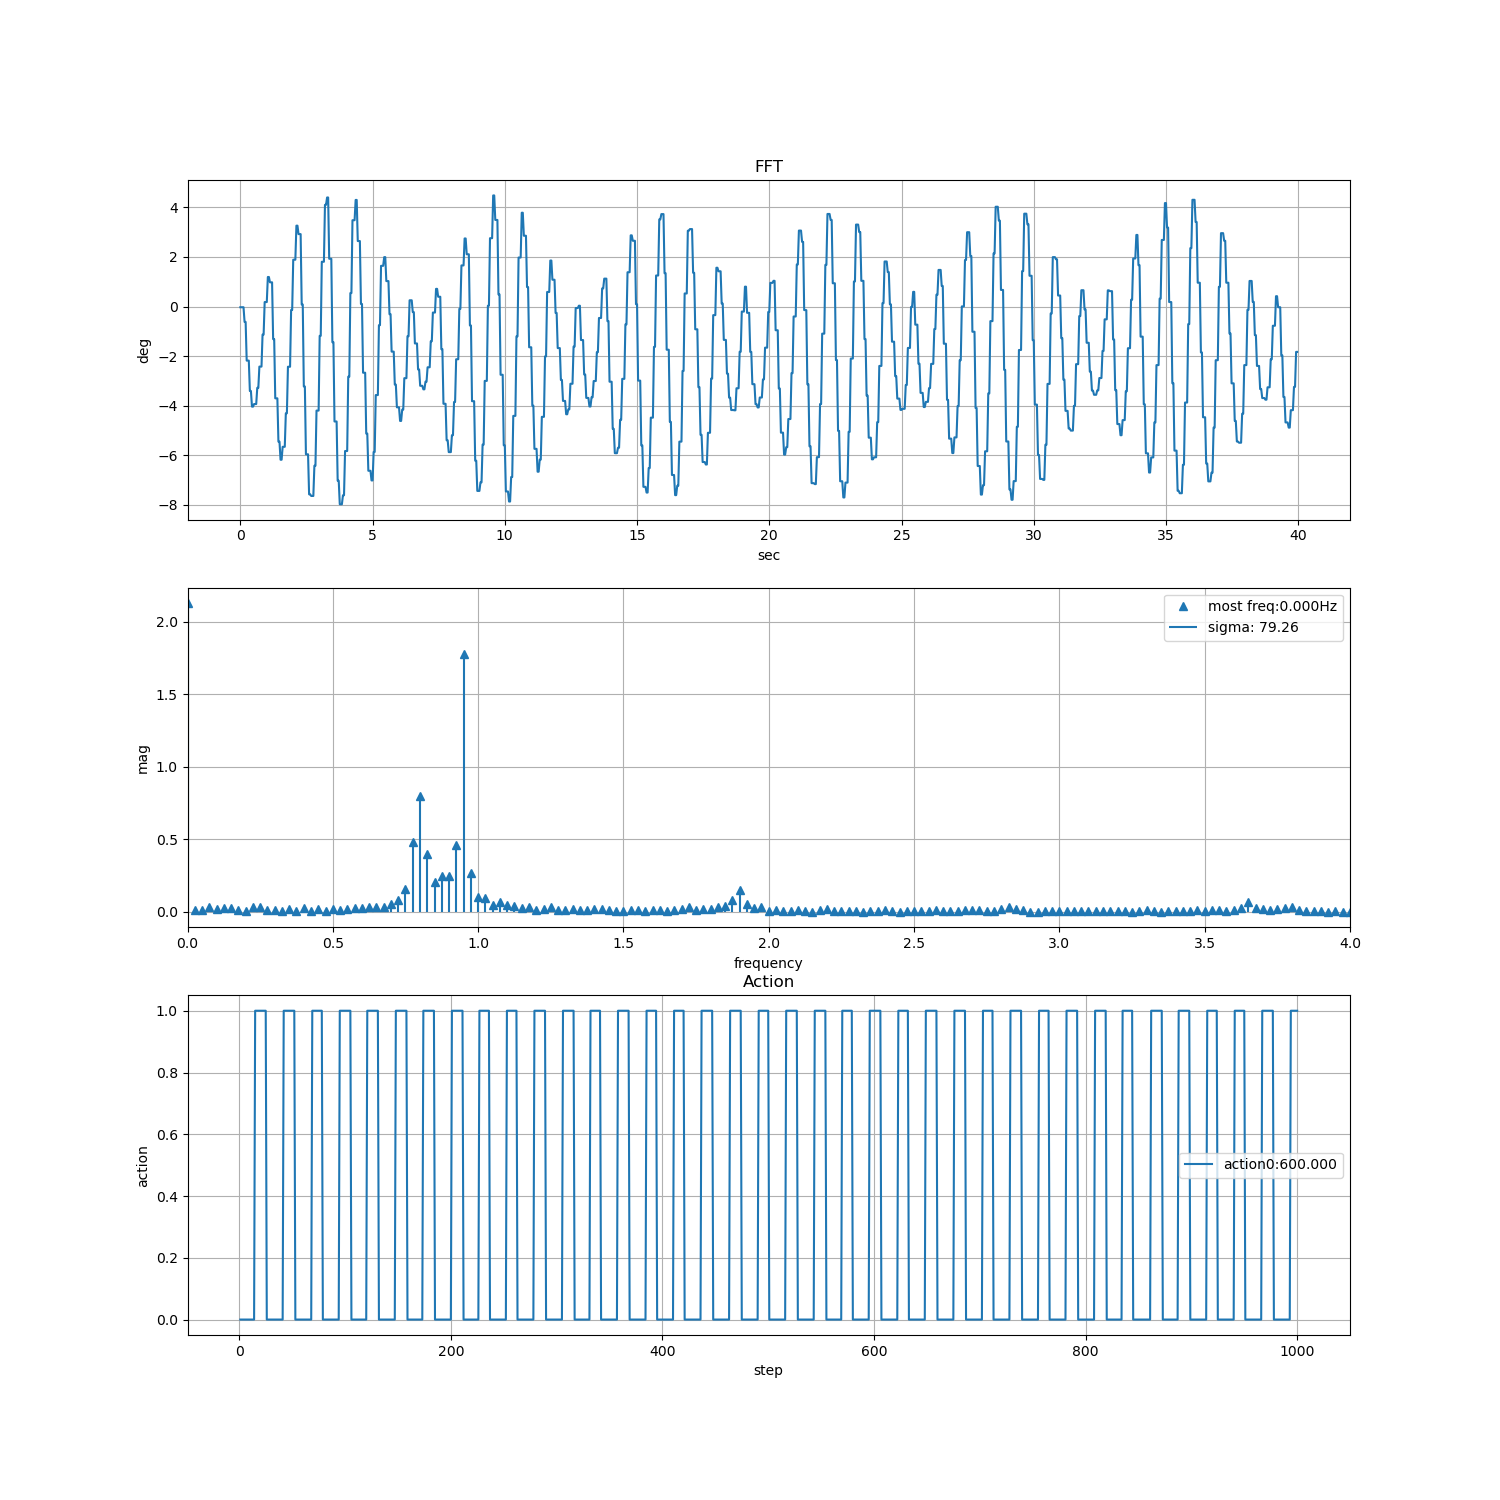 FFT
4
2
0
−2
−4
−6
−8
deg
0 5 10 15 20 25 30 35 40
sec
2.0
1.5
1.0
0.5
0.0
mag
most freq:0.000Hz
sigma: 79.26
0.0 0.5 1.0 1.5 2.0 2.5 3.0 3.5 4.0
frequency
Action
1.0
0.8
0.6
0.4
0.2
0.0
action
action0:600.000
0 200 400 600 800 1000
step